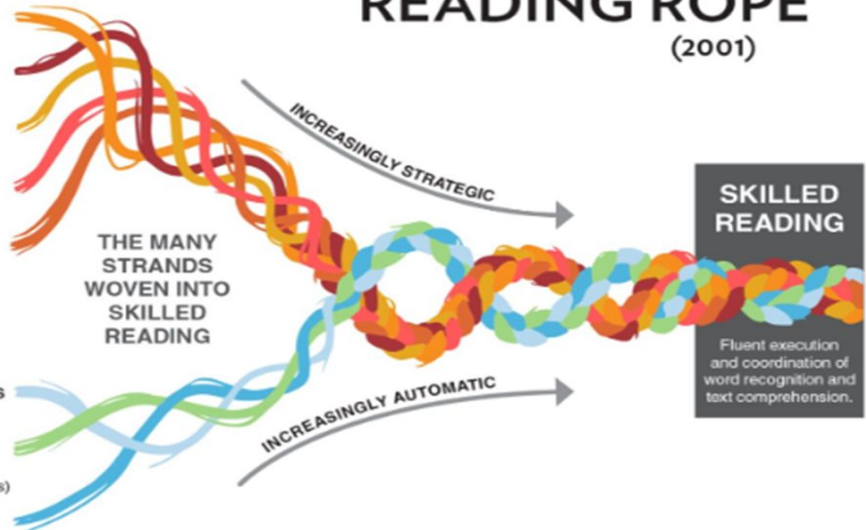 READING ROPE
(2001)
INCREASINGLY STRATEGIC
SKILLED
READING
THE MANY
STRANDS
WOVEN INTO
SKILLED
READING
Fluent execution
and coordination of
word recognition and
text comprehension.
INCREASINGLY AUTOMATIC
s)